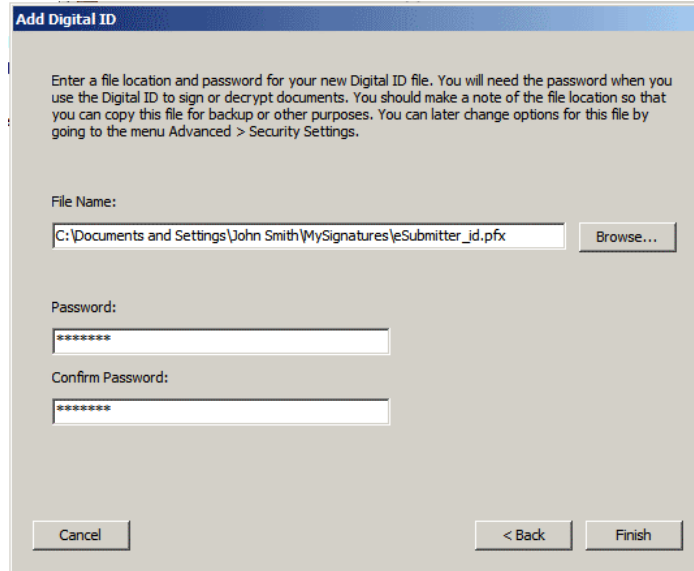 Add Digital ID
Enter a file location and password for your new Digital ID file. You will need the password when you
use the Digital ID to sign or decrypt documents. You should make a note of the file location so that
you can copy this file for backup or other purposes. You can later change options for this file by
going to the menu Advanced > Security Settings.
File Name:
C:\Documents and Settings\John Smith\MySignatures\eSubmitter_id.pfx
Browse...
Password:
*******
Confirm Password:
*******
Cancel
< Back
Finish